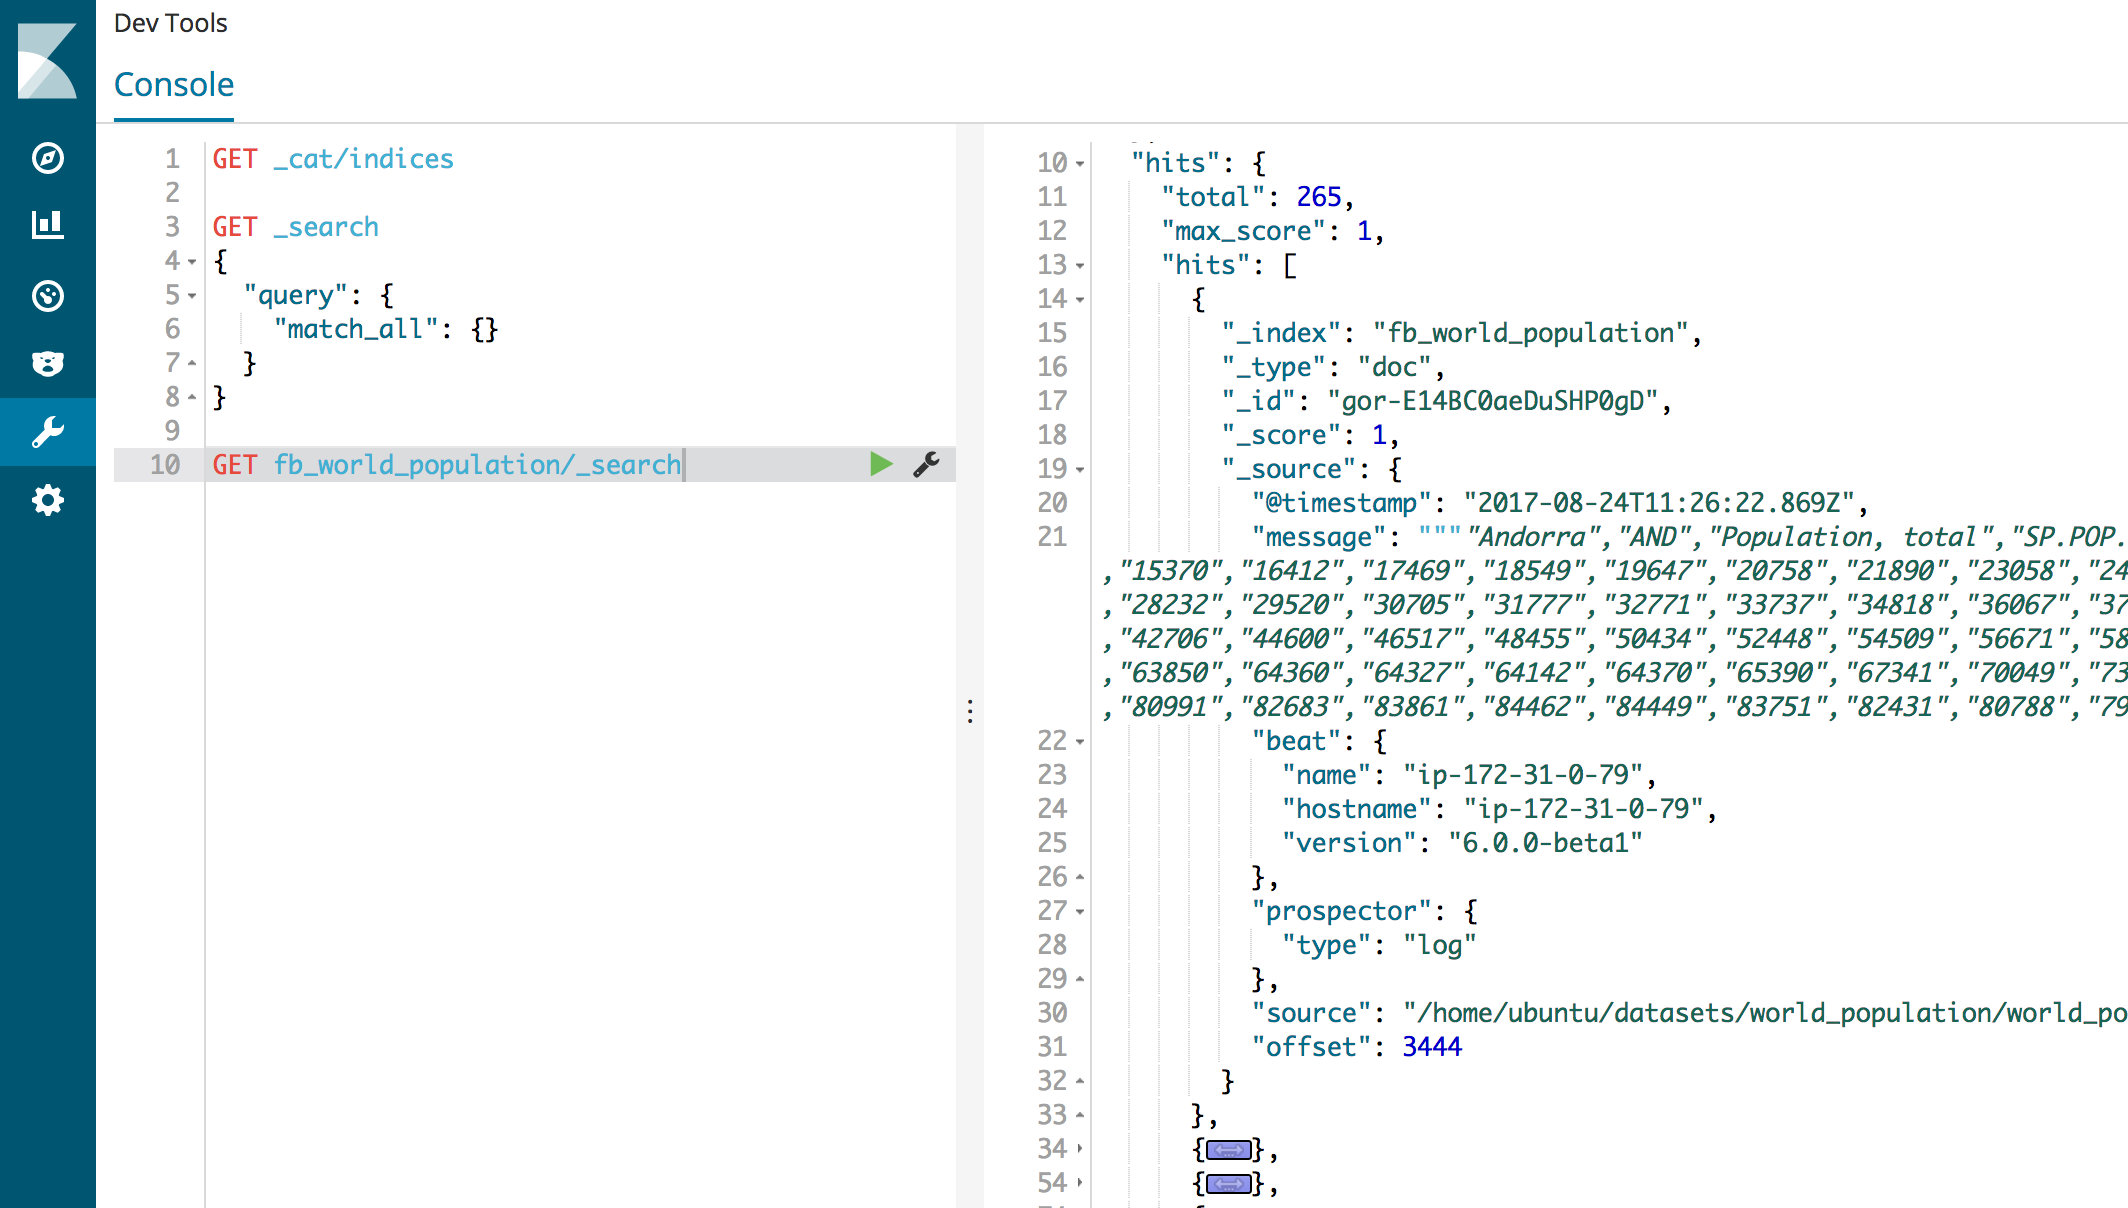 Dev Tools
Console
1 GET _cat/indices
2
3 GET _search
4 {
5 "query": {
6 "match_all": {}
7 }
8 }
9
10 GET fb_world_population/_search
10 "hits": {
11 "total": 265,
12 "max_score": 1,
13 "hits": [
14 {
15 "_index": "fb_world_population",
16 "_type": "doc",
17 "_id": "gor-E14BC0aeDuSHP0gD",
18 "_score": 1,
19 "_source": {
20 "@timestamp": "2017-08-24T11:26:22.869Z",
21 "message": """"Andorra","AND","Population, total","SP.POP.
,"15370","16412","17469","18549","19647","20758","21890","23058","24
,"28232","29520","30705","31777","32771","33737","34818","36067","37
,"42706","44600","46517","48455","50434","52448","54509","56671","58
,"63850","64360","64327","64142","64370","65390","67341","70049","73
,"80991","82683","83861","84462","84449","83751","82431","80788","79
22 "beat": {
23 "name": "ip-172-31-0-79",
24 "hostname": "ip-172-31-0-79",
25 "version": "6.0.0-beta1"
26 },
27 "prospector": {
28 "type": "log"
29 },
30 "source": "/home/ubuntu/datasets/world_population/world_po
31 "offset": 3444
32 }
33 },
34 {},
54 {},